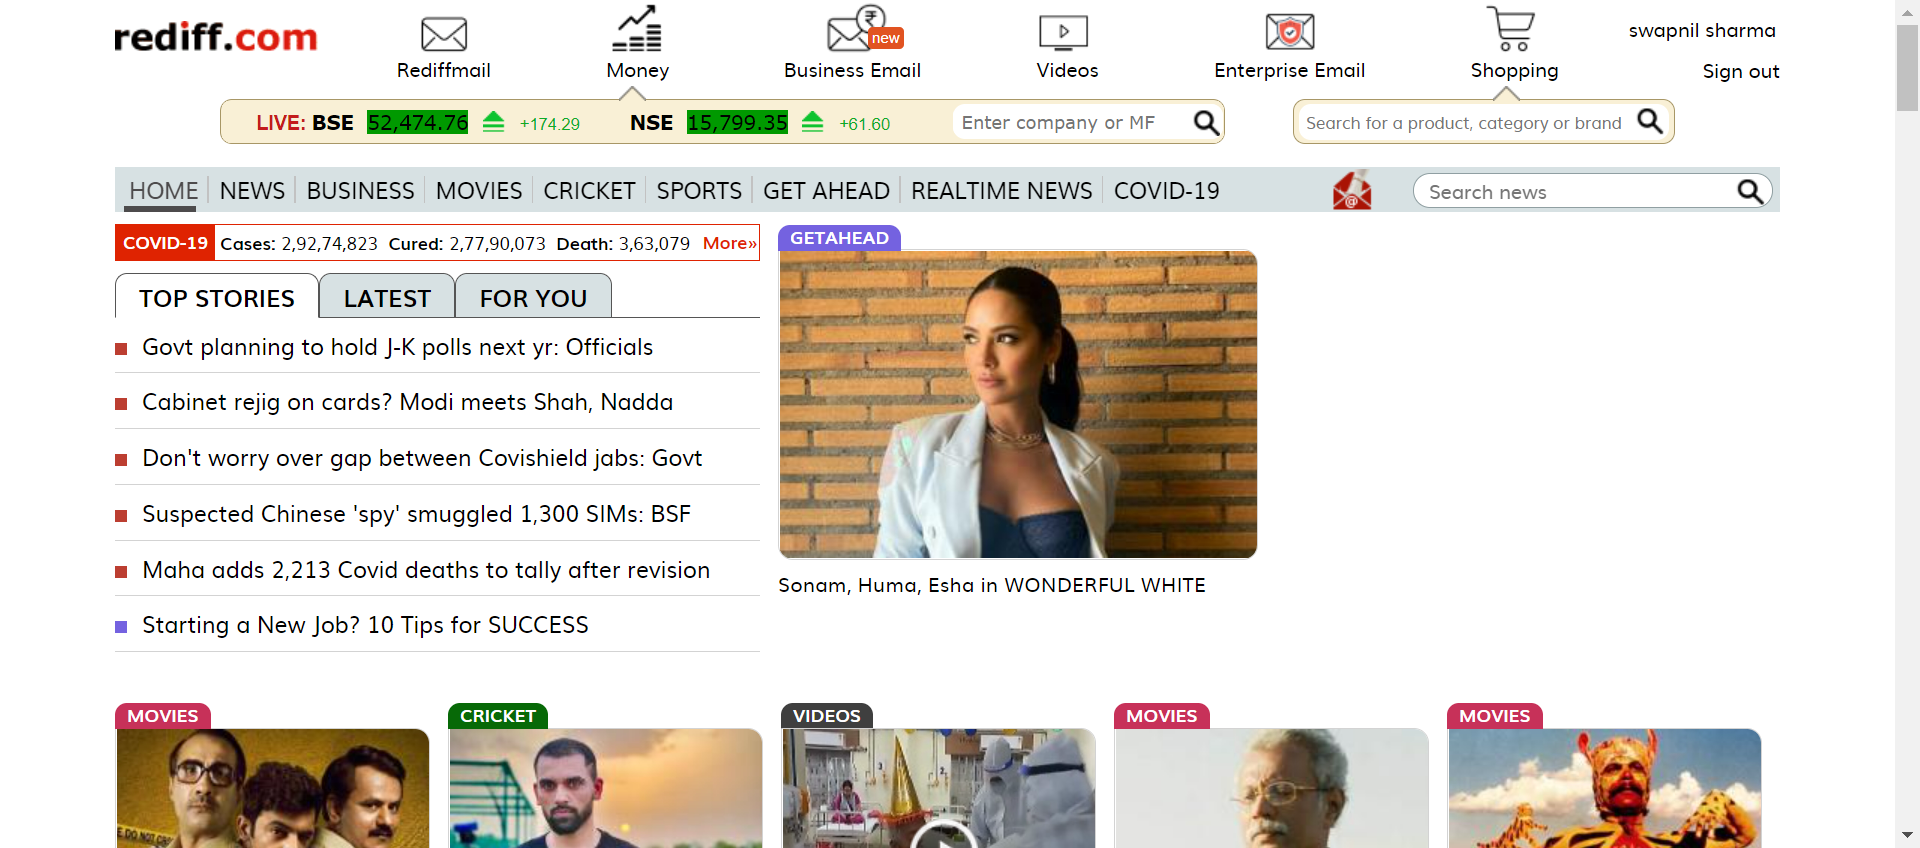 rediff.com
Rediffmail
Money
new
Business Email
Videos
Enterprise Email
Shopping
swapnil sharma
Sign out
LIVE: BSE 52,474.76 +174.29 NSE 15,799.35 +61.60
Enter company or MF
Search for a product, category or brand
HOME NEWS BUSINESS MOVIES CRICKET SPORTS GET AHEAD REALTIME NEWS COVID-19
@
Search news
COVID-19 Cases: 2,92,74,823 Cured: 2,77,90,073 Death: 3,63,079 More»
TOP STORIES LATEST FOR YOU
Govt planning to hold J-K polls next yr: Officials
Cabinet rejig on cards? Modi meets Shah, Nadda
Don't worry over gap between Covishield jabs: Govt
Suspected Chinese 'spy' smuggled 1,300 SIMs: BSF
Maha adds 2,213 Covid deaths to tally after revision
Starting a New Job? 10 Tips for SUCCESS
GETAHEAD
Sonam, Huma, Esha in WONDERFUL WHITE
MOVIES
CRICKET
VIDEOS
MOVIES
MOVIES
DO NOT